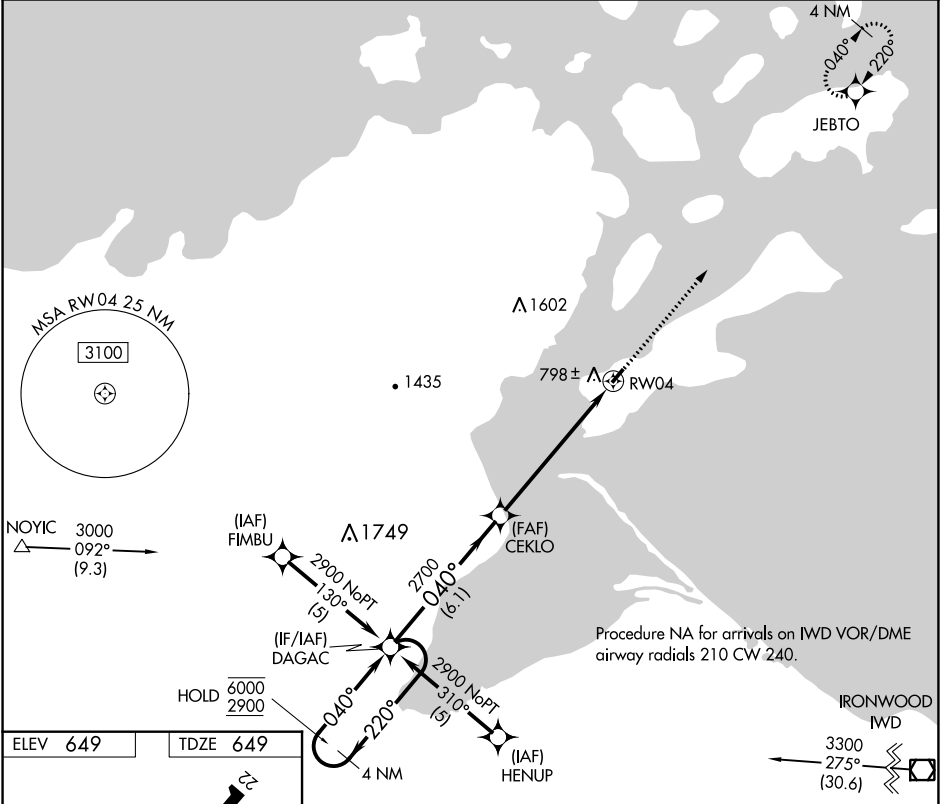 4 NM
040°
220°
JEBTO
MSA RW04 25 NM
3100
1602
1435
798±
RW04
NOYIC
3000
092°
(9.3)
(IAF)
FIMBU
1749
(FAF)
CEKLO
2900 NoPT
130°
(5)
2700
040°
(6.1)
(IF/IAF)
DAGAC
Procedure NA for arrivals on IWD VOR/DME
airway radials 210 CW 240.
HOLD
6000
2900
040°
220°
2900 NoPT
310°
(5)
4 NM
(IAF)
HENUP
IRONWOOD
IWD
3300
275°
(30.6)
ELEV 649
TDZE 649
22